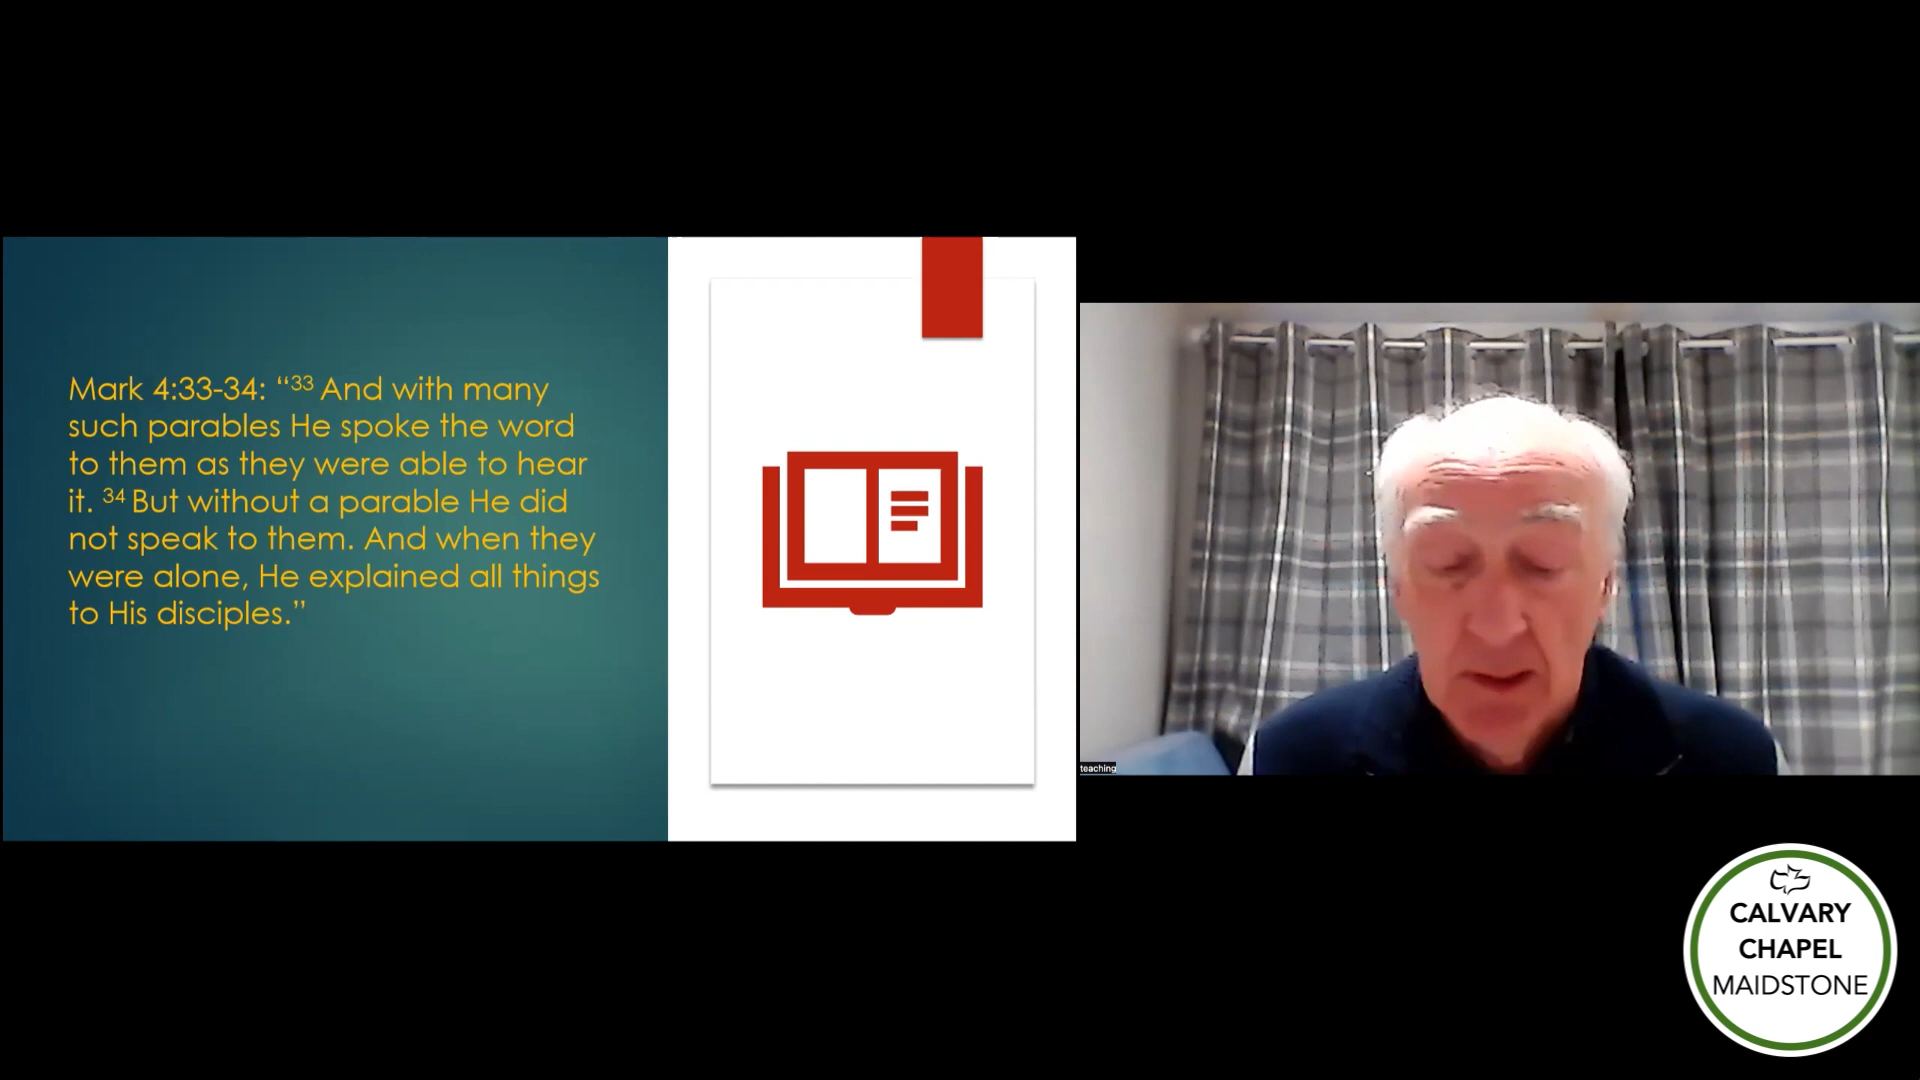 Mark 4:33-34: “33 And with many
such parables He spoke the word
to them as they were able to hear
it. 34 But without a parable He did
not speak to them. And when they
were alone, He explained all things
to His disciples.”
teaching
CALVARY
CHAPEL
MAIDSTONE